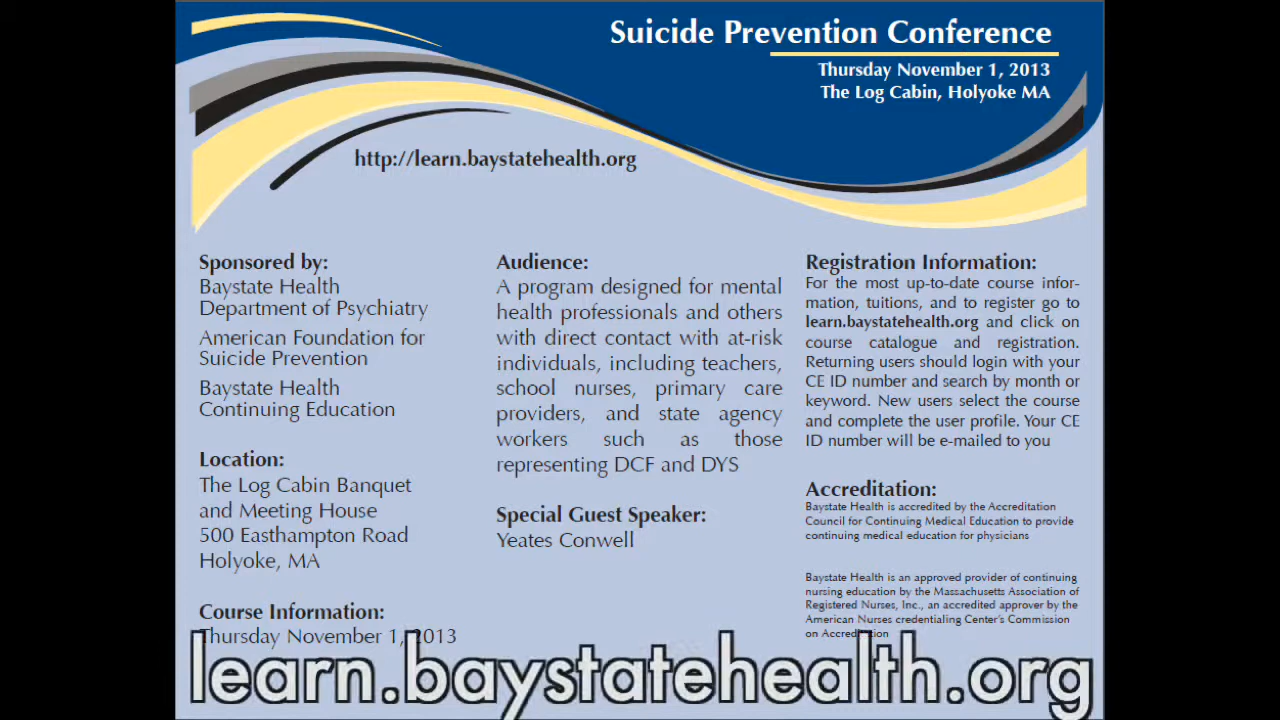 Suicide Prevention Conference
Thursday November 1, 2013
The Log Cabin, Holyoke MA
http://learn.baystatehealth.org
Sponsored by:
Baystate Health
Department of Psychiatry
American Foundation for
Suicide Prevention
Baystate Health
Continuing Education
Location:
The Log Cabin Banquet
and Meeting House
500 Easthampton Road
Holyoke, MA
Course Information:
Thursday November 1, 2013
Audience:
A program designed for mental
health professionals and others
with direct contact with at-risk
individuals, including teachers,
school nurses, primary care
providers, and state agency
workers such as those
representing DCF and DYS
Special Guest Speaker:
Yeates Conwell
Registration Information:
For the most up-to-date course infor-
mation, tuitions, and to register go to
learn.baystatehealth.org and click on
course catalogue and registration.
Returning users should login with your
CE ID number and search by month or
keyword. New users select the course
and complete the user profile. Your CE
ID number will be e-mailed to you
Accreditation:
Baystate Health is accredited by the Accreditation
Council for Continuing Medical Education to provide
continuing medical education for physicians
Baystate Health is an approved provider of continuing
nursing education by the Massachusetts Association of
Registered Nurses, Inc., an accredited approver by the
American Nurses credentialing Center's Commission
on Accreditation
learn.baystatehealth.org